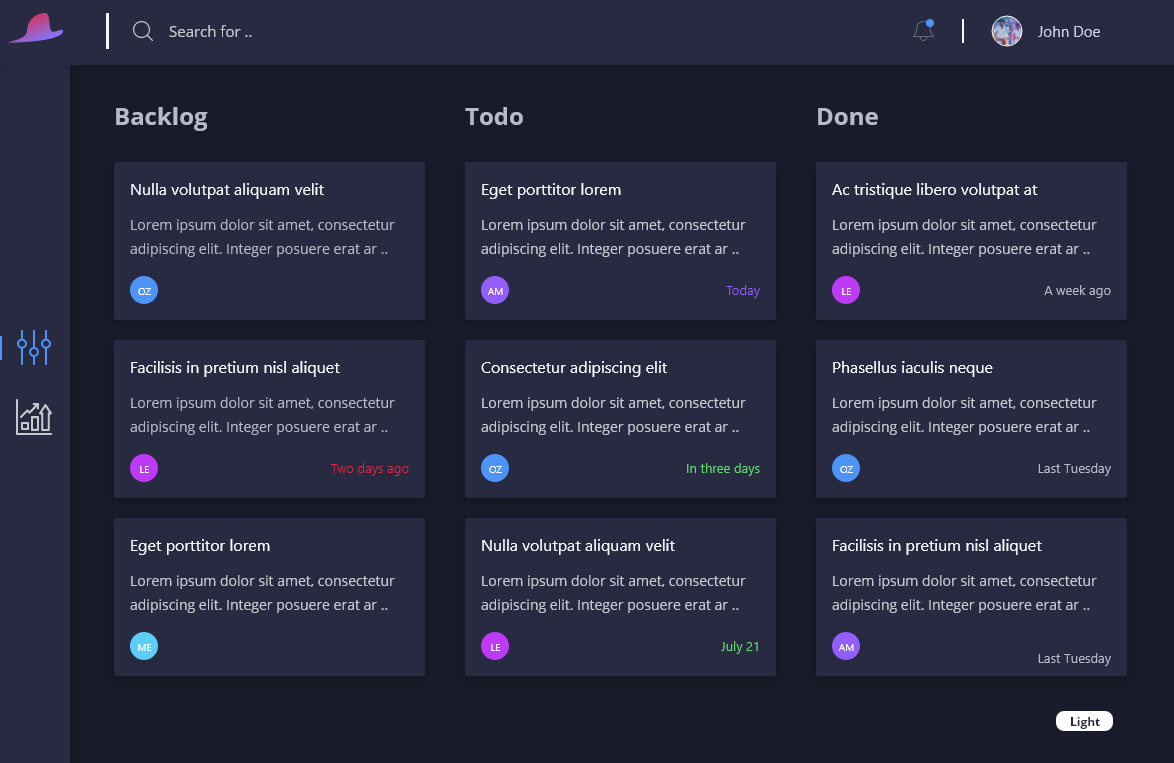 Search for ..
John Doe
Backlog
Nulla volutpat aliquam velit
Lorem ipsum dolor sit amet, consectetur
adipiscing elit. Integer posuere erat ar ..
OZ
Facilisis in pretium nisl aliquet
Lorem ipsum dolor sit amet, consectetur
adipiscing elit. Integer posuere erat ar ..
LE
Two days ago
Eget porttitor lorem
Lorem ipsum dolor sit amet, consectetur
adipiscing elit. Integer posuere erat ar ..
ME
Todo
Eget porttitor lorem
Lorem ipsum dolor sit amet, consectetur
adipiscing elit. Integer posuere erat ar ..
AM
Today
Consectetur adipiscing elit
Lorem ipsum dolor sit amet, consectetur
adipiscing elit. Integer posuere erat ar ..
OZ
In three days
Nulla volutpat aliquam velit
Lorem ipsum dolor sit amet, consectetur
adipiscing elit. Integer posuere erat ar ..
LE
July 21
Done
Ac tristique libero volutpat at
Lorem ipsum dolor sit amet, consectetur
adipiscing elit. Integer posuere erat ar ..
LE
A week ago
Phasellus iaculis neque
Lorem ipsum dolor sit amet, consectetur
adipiscing elit. Integer posuere erat ar ..
OZ
Last Tuesday
Facilisis in pretium nisl aliquet
Lorem ipsum dolor sit amet, consectetur
adipiscing elit. Integer posuere erat ar ..
AM
Last Tuesday
Light